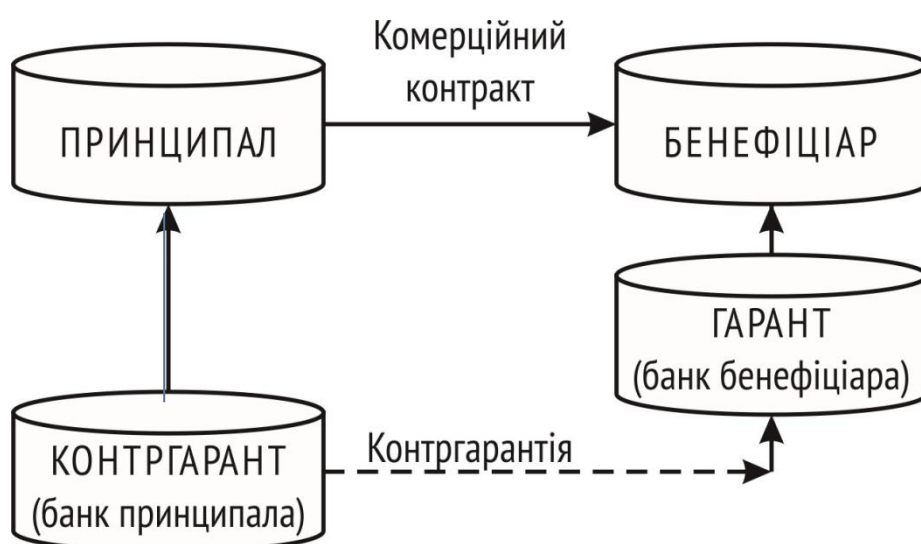 Комерційний
контракт
ПРИНЦИПАЛ
БЕНЕФІЦІАР
ГАРАНТ
(банк бенефіціара)
КОНТРГАРАНТ
(банк принципала)
Контргарантія